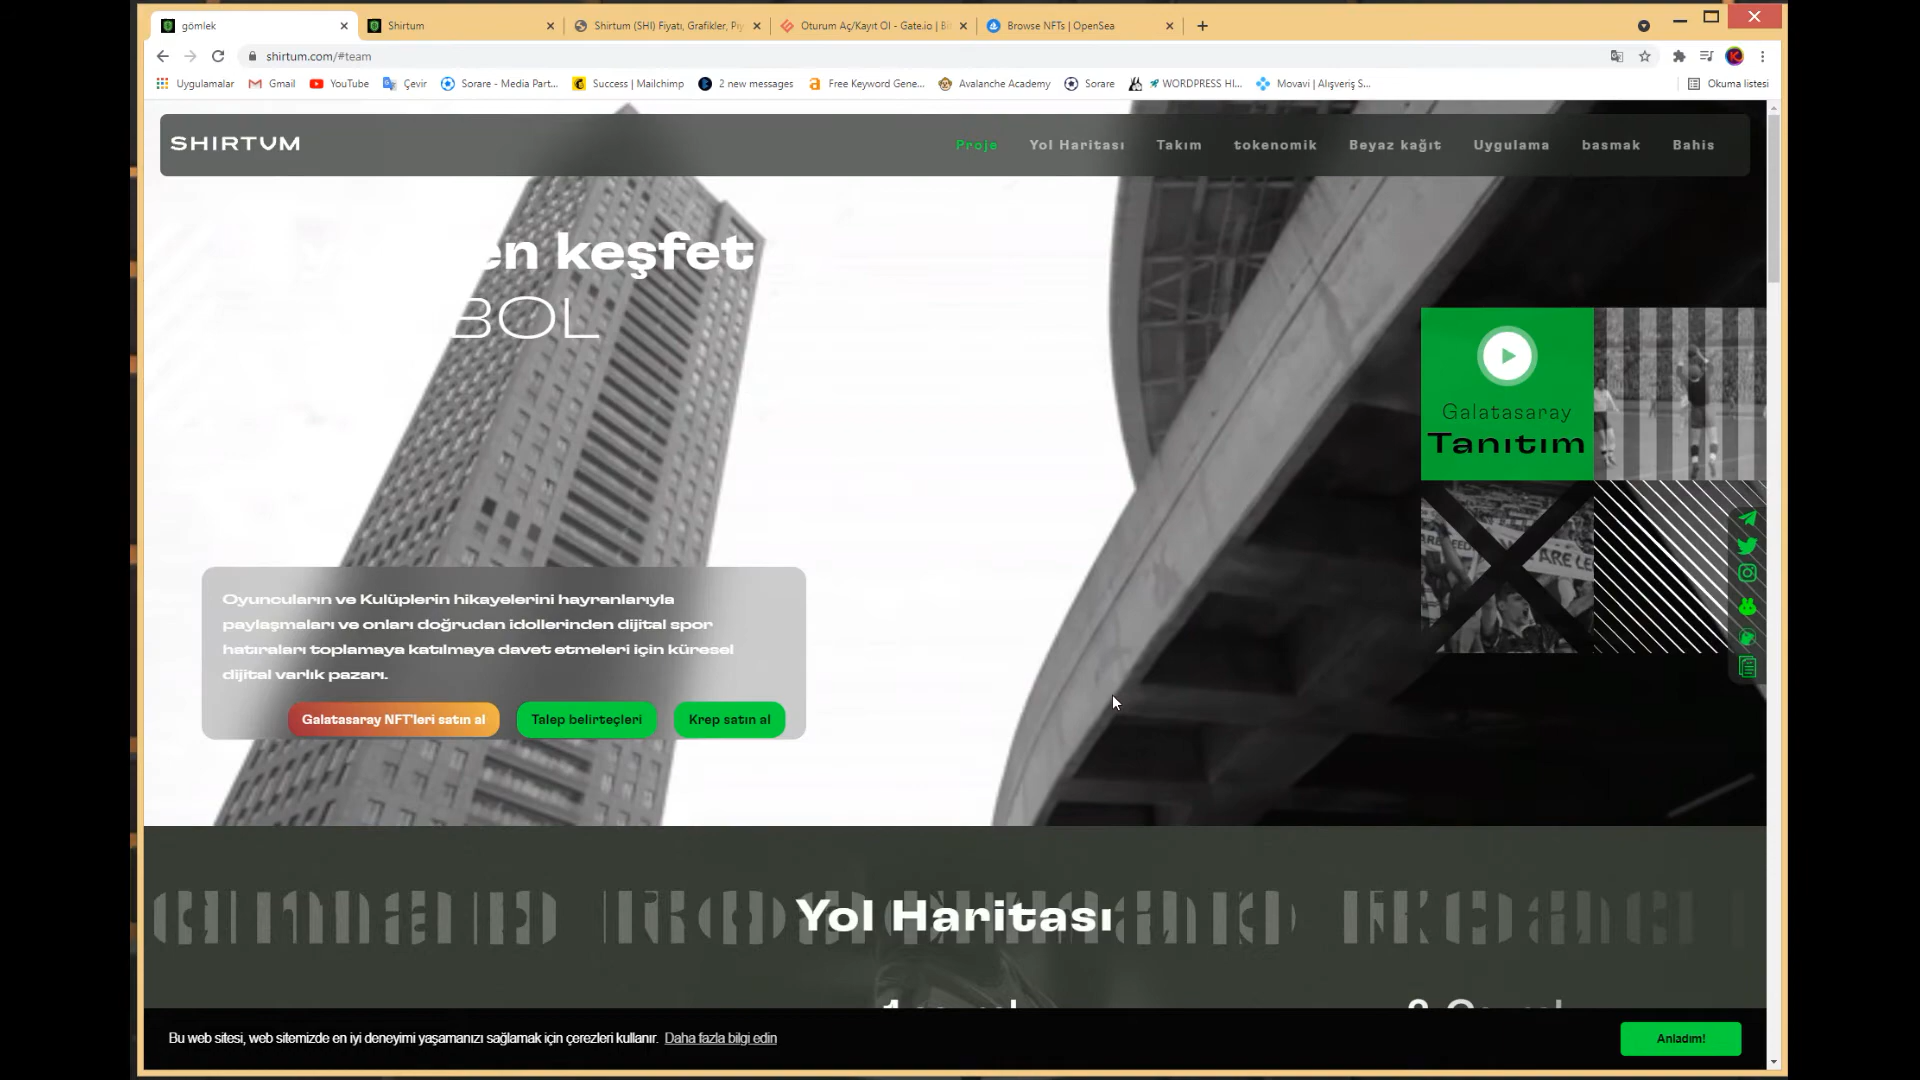 gömlek
Shirtum
Shirtum (SHI) Fiyatı, Grafikler, Piy
Oturum Aç/Kayıt Ol - Gate.io | Bit
Browse NFTs | OpenSea
shirtum.com/#team
Uygulamalar
Gmail
YouTube
Çevir
Sorare - Media Part...
Success | Mailchimp
2 new messages
Free Keyword Gene...
Avalanche Academy
Sorare
WORDPRESS Hİ...
Movavi | Alışveriş S...
Okuma listesi
SHIRTUM
Proje
Yol Haritası
Takım
tokenomik
Beyaz kağıt
Uygulama
basmak
Bahis
en keşfet
BOL
Galatasaray
Tanıtım
ARE LE
Oyuncuların ve Kulüplerin hikayelerini hayranlarıyla
paylaşmaları ve onları doğrudan idollerinden dijital spor
hatıraları toplamaya katılmaya davet etmeleri için küresel
dijital varlık pazarı.
Galatasaray NFT'leri satın al
Talep belirteçleri
Krep satın al
Yol Haritası
Bu web sitesi, web sitemizde en iyi deneyimi yaşamanızı sağlamak için çerezleri kullanır. Daha fazla bilgi edin
Anladım!